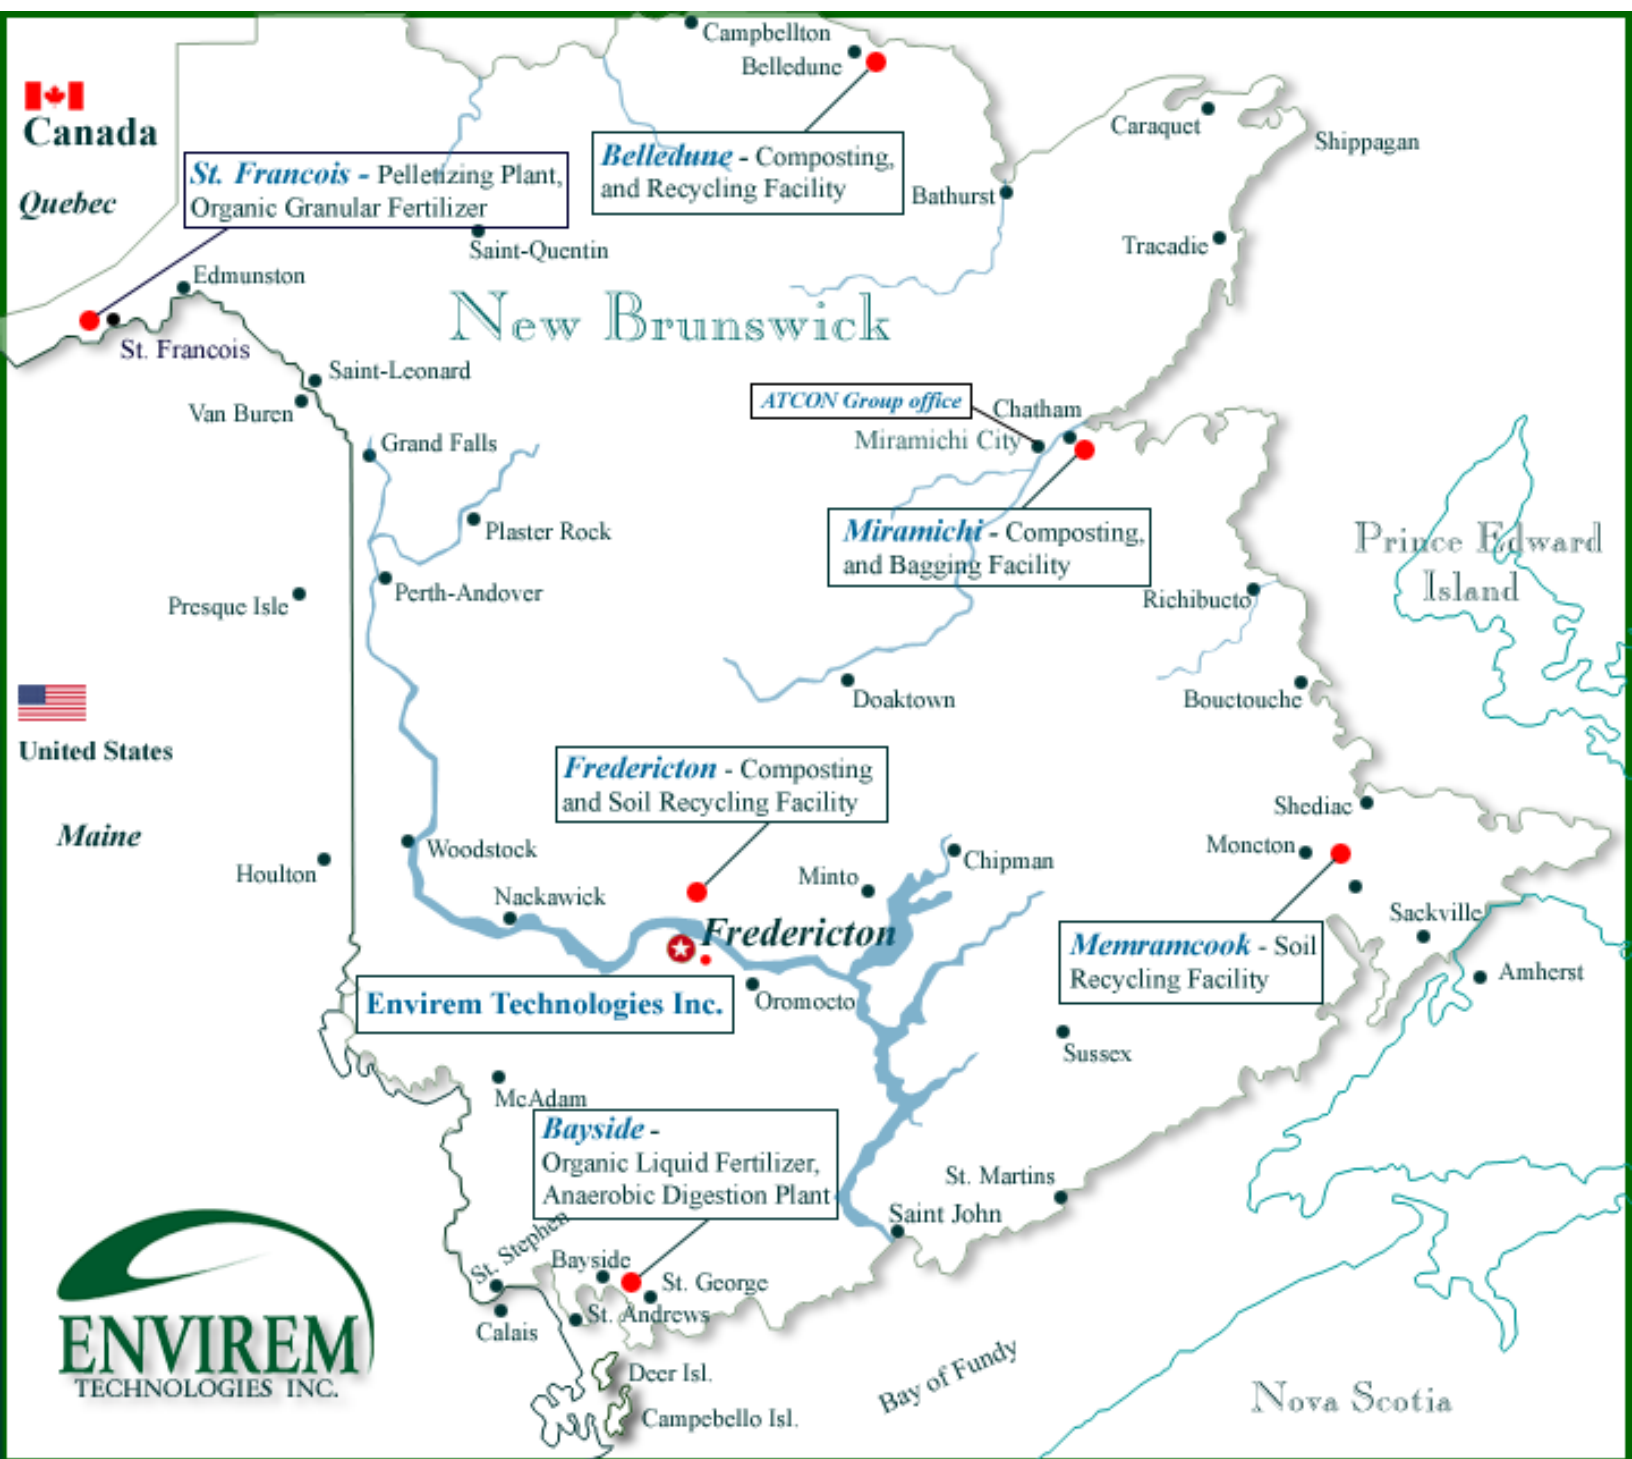 Campbellton
Belledune
Canada
Quebec
St. Francois - Pelletizing Plant,
Organic Granular Fertilizer
Belledune - Composting,
and Recycling Facility
Caraquet
Shippagan
Bathurst
Tracadie
Saint-Quentin
Edmunston
New Brunswick
St. Francois
Saint-Leonard
Van Buren
ATCON Group office
Chatham
Miramichi City
Grand Falls
Plaster Rock
Miramichi - Composting,
and Bagging Facility
Prince Edward
Island
Presque Isle
Perth-Andover
Richibucto
Doaktown
Bouctouche
United States
Maine
Fredericton - Composting
and Soil Recycling Facility
Shediac
Moncton
Woodstock
Houlton
Nackawick
Minto
Chipman
Fredericton
Sackville
Memramcook - Soil
Recycling Facility
Amherst
Envirem Technologies Inc.
Oromocto
Sussex
McAdam
Bayside -
Organic Liquid Fertilizer,
Anaerobic Digestion Plant
St. Martins
Saint John
St. Stephen
Bayside
St. George
St. Andrews
Calais
Deer Isl.
Campebello Isl.
Bay of Fundy
Nova Scotia
ENVIREM
TECHNOLOGIES INC.